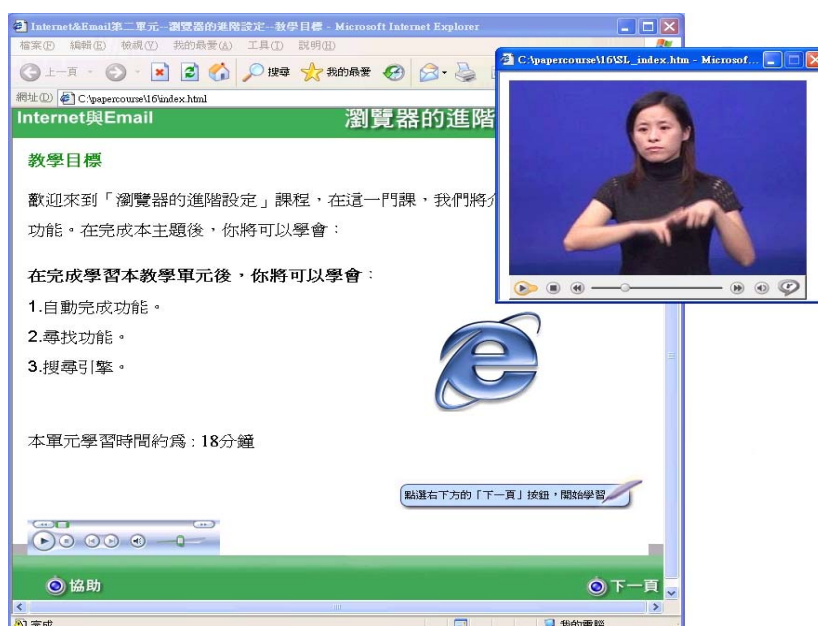 Internet&Email第二單元--瀏覽器的進階設定--教學目標 - Microsoft Internet Explorer
檔案(F) 編輯(E) 檢視(V) 我的最愛(A) 工具(T) 說明(H)
上一頁 搜尋 我的最愛
網址(D) C:\papercourse\16\index.html
C:\papercourse\16\SL_index.htm - Microsof...
Internet與Email 瀏覽器的進階
教學目標
歡迎來到「瀏覽器的進階設定」課程，在這一門課，我們將介
功能。在完成本主題後，你將可以學會：
在完成學習本教學單元後，你將可以學會：
1.自動完成功能。
2.尋找功能。
3.搜尋引擎。
本單元學習時間約為 : 18分鐘
點選右下方的「下一頁」按鈕，開始學習
協助 下一頁
完成 我的電腦